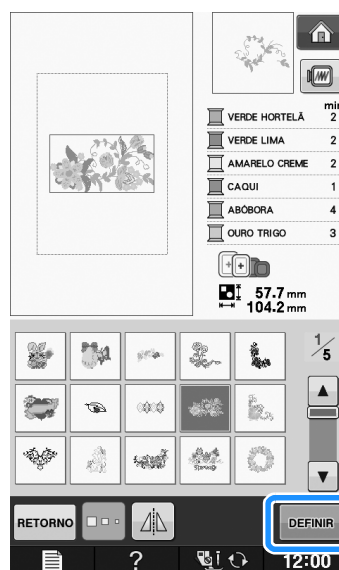 min
VERDE HORTELÃ 2
VERDE LIMA 2
AMARELO CREME 2
CAQUI 1
ABÓBORA 4
OURO TRIGO 3
57.7 mm
104.2 mm
1/5
RETORNO
DEFINIR
?
12:00